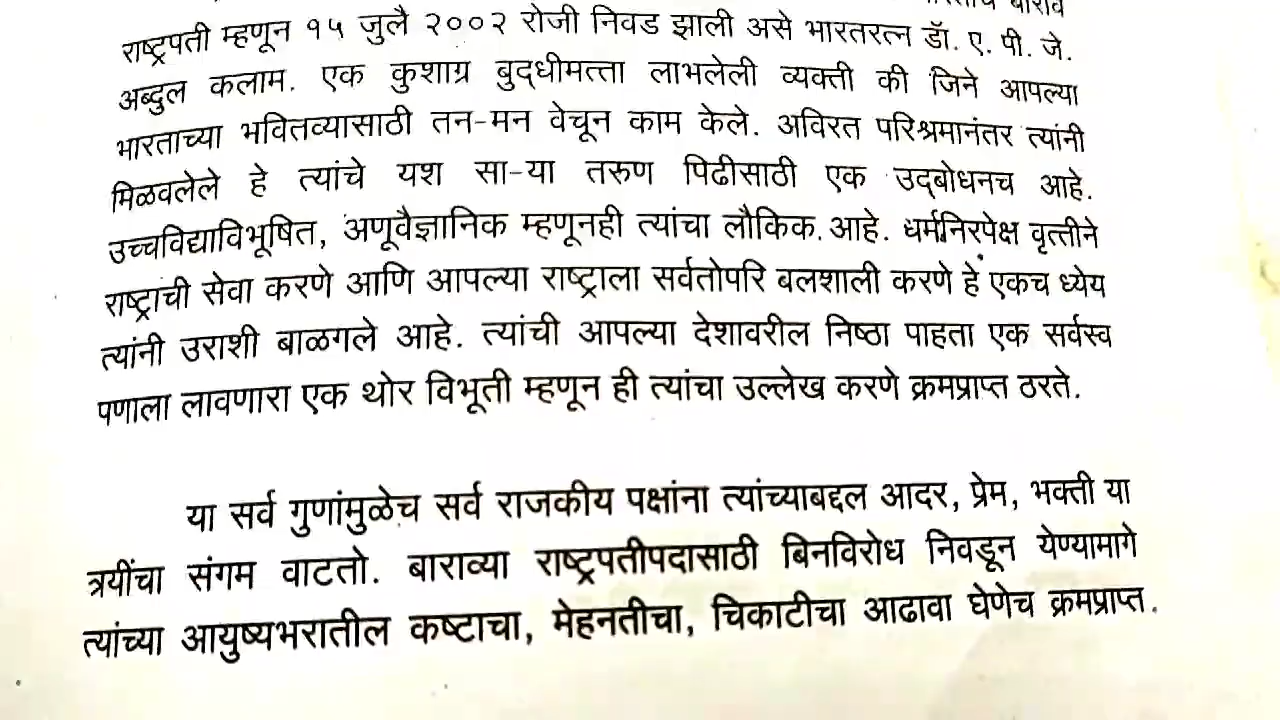 राष्ट्रपती म्हणून १५ जुलै २००२ रोजी निवड झाली असे भारतरत्न डॉ. ए. पी. जे.
अब्दुल कलाम. एक कुशाग्र बुद्धीमत्ता लाभलेली व्यक्ती की जिने आपल्या
भारताच्या भवितव्यासाठी तन-मन वेचून काम केले. अविरत परिश्रमानंतर त्यांनी
मिळवलेले हे त्यांचे यश सा-या तरुण पिढीसाठी एक उद्बोधनच आहे.
उच्चविद्याविभूषित, अणूवैज्ञानिक म्हणूनही त्यांचा लौकिक आहे. धर्मनिरपेक्ष वृत्तीने
राष्ट्राची सेवा करणे आणि आपल्या राष्ट्राला सर्वतोपरि बलशाली करणे हे एकच ध्येय
त्यांनी उराशी बाळगले आहे. त्यांची आपल्या देशावरील निष्ठा पाहता एक सर्वस्व
पणाला लावणारा एक थोर विभूती म्हणून ही त्यांचा उल्लेख करणे क्रमप्राप्त ठरते.
या सर्व गुणांमुळेच सर्व राजकीय पक्षांना त्यांच्याबद्दल आदर, प्रेम, भक्ती या
त्रयींचा संगम वाटतो. बाराव्या राष्ट्रपतीपदासाठी बिनविरोध निवडून येण्यामागे
त्यांच्या आयुष्यभरातील कष्टाचा, मेहनतीचा, चिकाटीचा आढावा घेणेच क्रमप्राप्त.